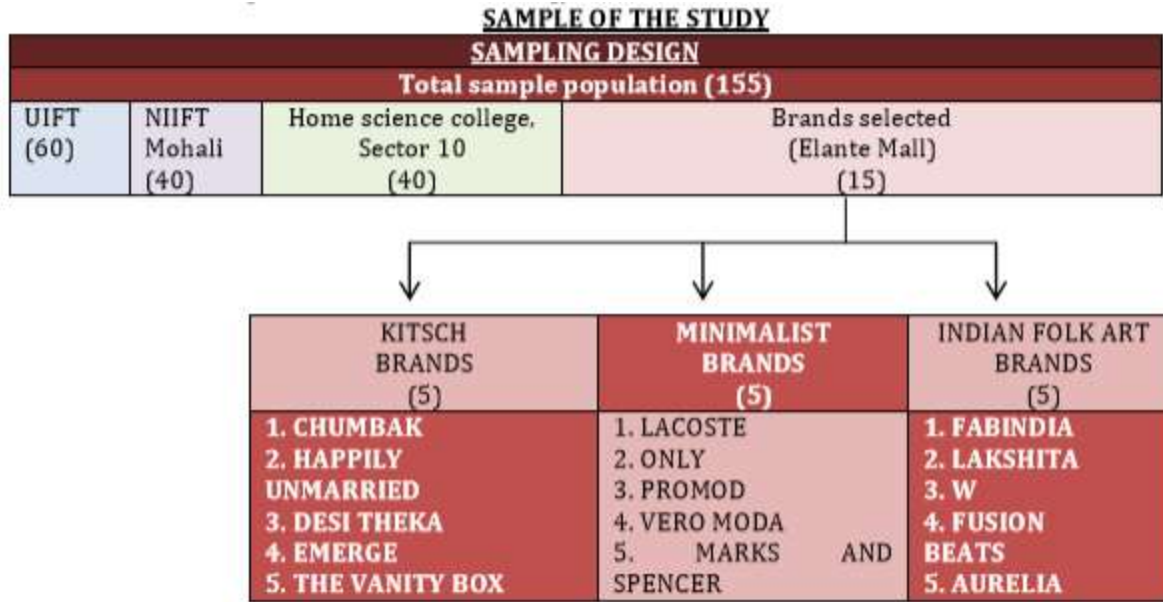 SAMPLE OF THE STUDY
SAMPLING DESIGN
Total sample population (155)
UIFT
(60)
NIIFT
Mohali
(40)
Home science college,
Sector 10
(40)
Brands selected
(Elante Mall)
(15)
KITSCH
BRANDS
(5)
MINIMALIST
BRANDS
(5)
INDIAN FOLK ART
BRANDS
(5)
1. CHUMBAK
2. HAPPILY
UNMARRIED
3. DESI THEKA
4. EMERGE
5. THE VANITY BOX
1. LACOSTE
2. ONLY
3. PROMOD
4. VERO MODA
5. MARKS AND
SPENCER
1. FABINDIA
2. LAKSHITA
3. W
4. FUSION
BEATS
5. AURELIA